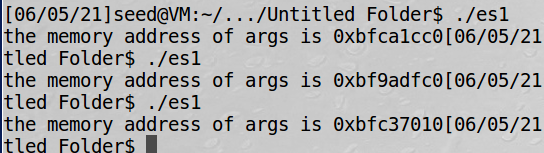 [06/05/21]seed@VM:~/.../Untitled Folder$ ./es1
the memory address of args is 0xbfca1cc0[06/05/21
tled Folder$ ./es1
the memory address of args is 0xbf9adfc0[06/05/21
tled Folder$ ./es1
the memory address of args is 0xbfc37010[06/05/21
tled Folder$